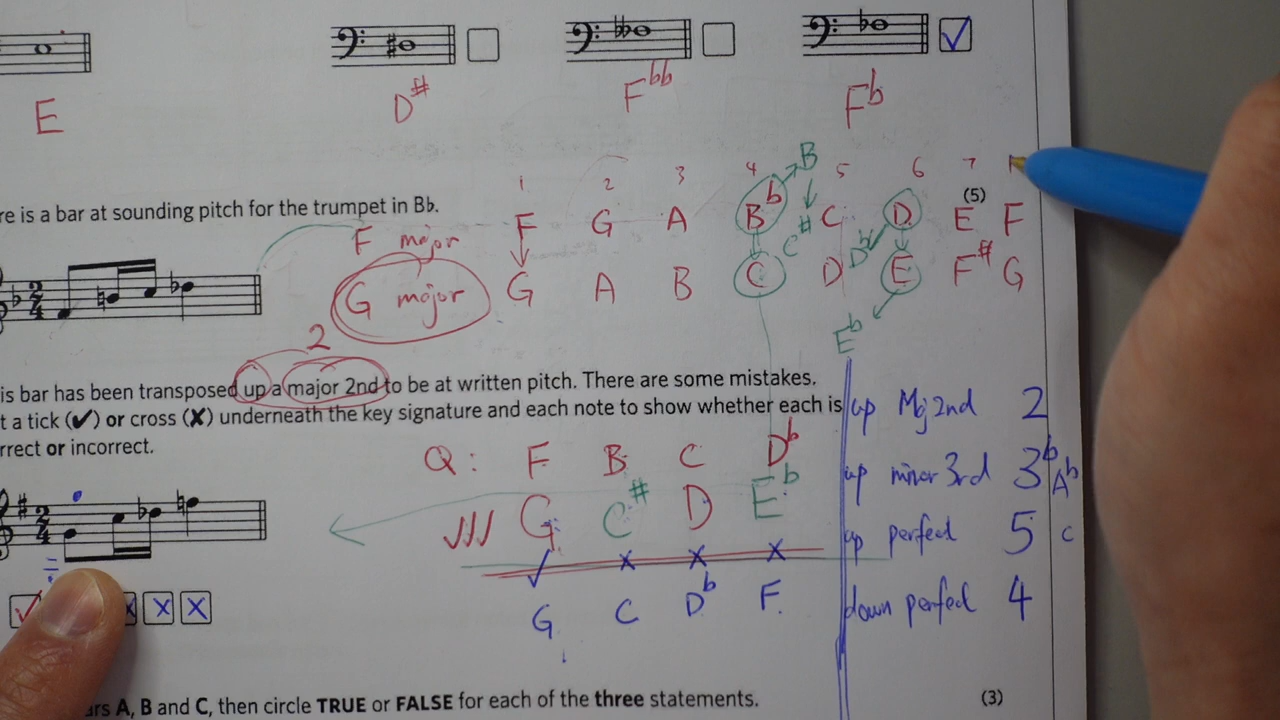 E D# Fbb Fb
1 2 3 4 B 5 6 7
(5)
re is a bar at sounding pitch for the trumpet in B♭.
F major F G A Bb C# C D E F
G major G A B C D Db E F# G
Eb
2
is bar has been transposed up a major 2nd to be at written pitch. There are some mistakes.
t a tick (✔) or cross (✘) underneath the key signature and each note to show whether each is
rrect or incorrect.
up Maj 2nd 2
Q: F B C Db
up minor 3rd 3b Ab
G C# D Eb
up perfect 5 c
✓ x x x
G C Db F
down perfect 4
ars A, B and C, then circle TRUE or FALSE for each of the three statements. (3)